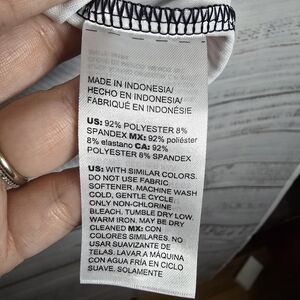 MADE IN INDONESIA/
HECHO EN INDONESIA/
FABRIQUÉ EN INDONÉSIE
US: 92% POLYESTER 8%
SPANDEX MX: 92% poliéster
8% elastano CA: 92%
POLYESTER 8% SPANDEX
US: WITH SIMILAR COLORS.
DO NOT USE FABRIC
SOFTENER. MACHINE WASH
COLD, GENTLE CYCLE.
ONLY NON-CHLORINE
BLEACH. TUMBLE DRY LOW.
WARM IRON. MAY BE DRY
CLEANED MX: CON
COLORES SIMILARES. NO
USAR SUAVIZANTE DE
TELAS. LAVAR A MÁQUINA
CON AGUA FRÍA EN CICLO
SUAVE. SOLAMENTE